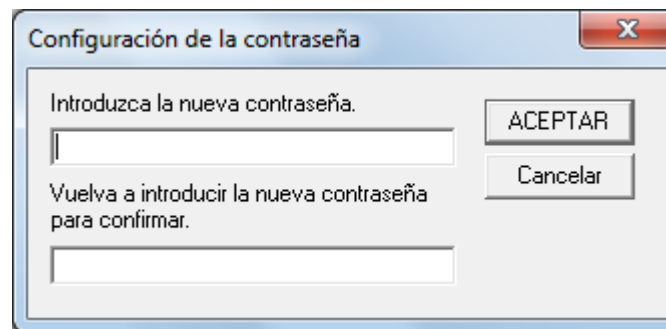 Configuración de la contraseña
Introduzca la nueva contraseña.
ACEPTAR
Cancelar
Vuelva a introducir la nueva contraseña
para confirmar.